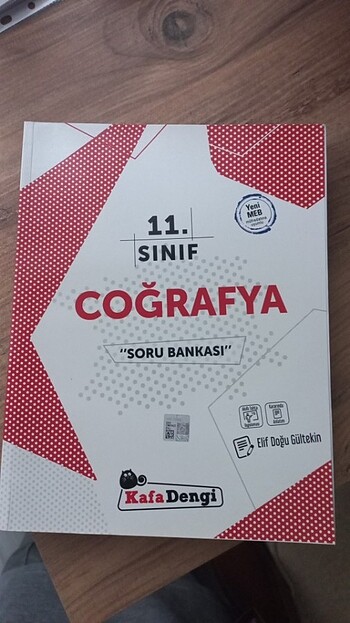 11.
SINIF
Yeni
MEB
COĞRAFYA
"SORU BANKASI"
Elif Doğu Gültekin
KafaDengi